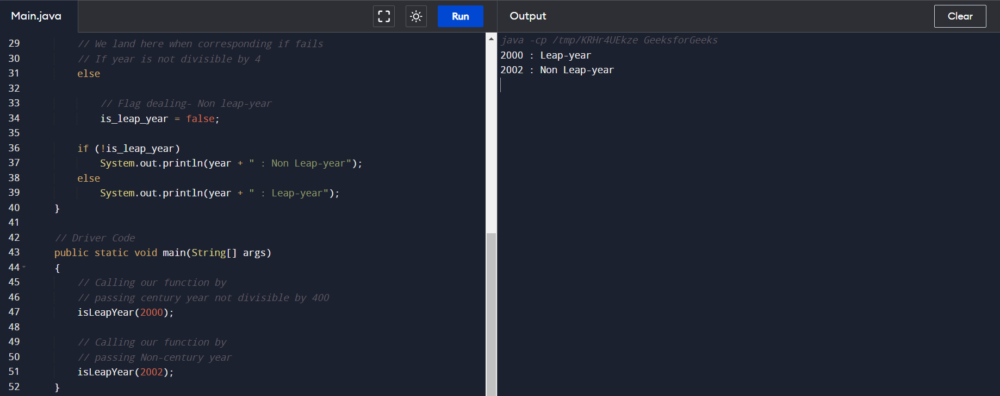 Main.java
Run
29 // We land here when corresponding if fails
30 // If year is not divisible by 4
31 else
32
33 // Flag dealing- Non leap-year
34 is_leap_year = false;
35
36 if (!is_leap_year)
37 System.out.println(year + " : Non Leap-year");
38 else
39 System.out.println(year + " : Leap-year");
40 }
41
42 // Driver Code
43 public static void main(String[] args)
44 {
45 // Calling our function by
46 // passing century year not divisible by 400
47 isLeapYear(2000);
48
49 // Calling our function by
50 // passing Non-century year
51 isLeapYear(2002);
52 }
Output
Clear
java -cp /tmp/KRHr4UEkze GeeksforGeeks
2000 : Leap-year
2002 : Non Leap-year